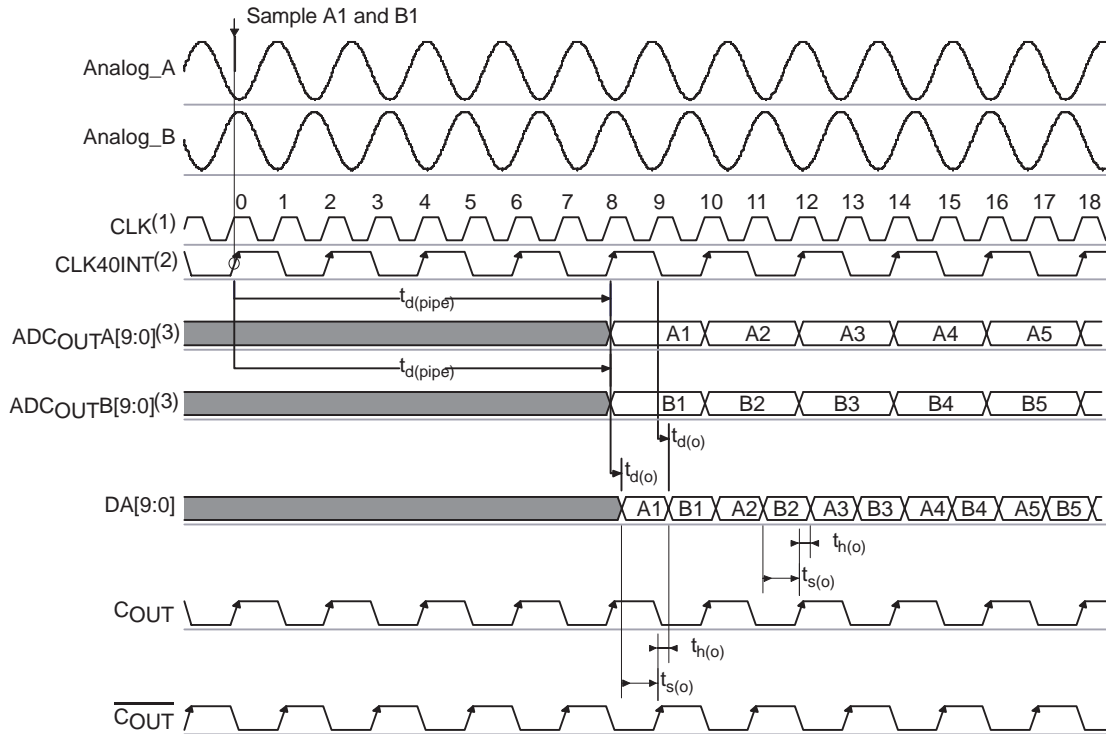 Sample A1 and B1
Analog_A
Analog_B
0 1 2 3 4 5 6 7 8 9 10 11 12 13 14 15 16 17 18
CLK(1)
CLK40INT(2)
td(pipe)
ADCOUTA[9:0](3) A1 A2 A3 A4 A5
td(pipe)
ADCOUTB[9:0](3) B1 B2 B3 B4 B5
td(o)
td(o)
DA[9:0] A1 B1 A2 B2 A3 B3 A4 B4 A5 B5
th(o)
ts(o)
COUT
th(o)
ts(o)
C̅O̅U̅T̅